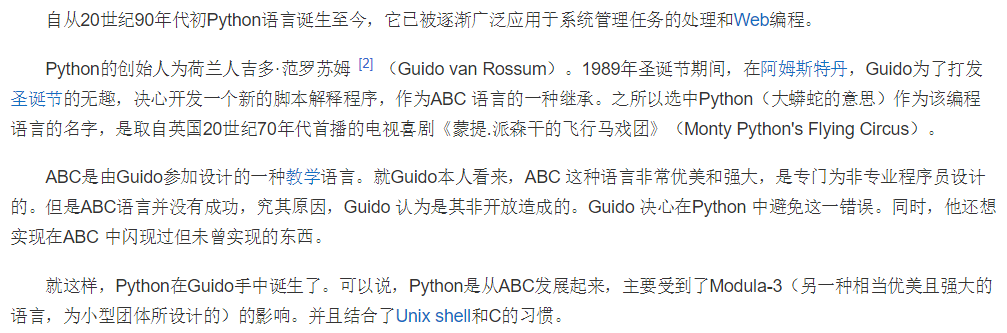 自从20世纪90年代初Python语言诞生至今，它已被逐渐广泛应用于系统管理任务的处理和Web编程。
Python的创始人为荷兰人吉多·范罗苏姆 [2] （Guido van Rossum）。1989年圣诞节期间，在阿姆斯特丹，Guido为了打发
圣诞节的无趣，决心开发一个新的脚本解释程序，作为ABC 语言的一种继承。之所以选中Python（大蟒蛇的意思）作为该编程
语言的名字，是取自英国20世纪70年代首播的电视喜剧《蒙提.派森干的飞行马戏团》（Monty Python's Flying Circus）。
ABC是由Guido参加设计的一种教学语言。就Guido本人看来，ABC 这种语言非常优美和强大，是专门为非专业程序员设计
的。但是ABC语言并没有成功，究其原因，Guido 认为是其非开放造成的。Guido 决心在Python 中避免这一错误。同时，他还想
实现在ABC 中闪现过但未曾实现的东西。
就这样，Python在Guido手中诞生了。可以说，Python是从ABC发展起来，主要受到了Modula-3（另一种相当优美且强大的
语言，为小型团体所设计的）的影响。并且结合了Unix shell和C的习惯。